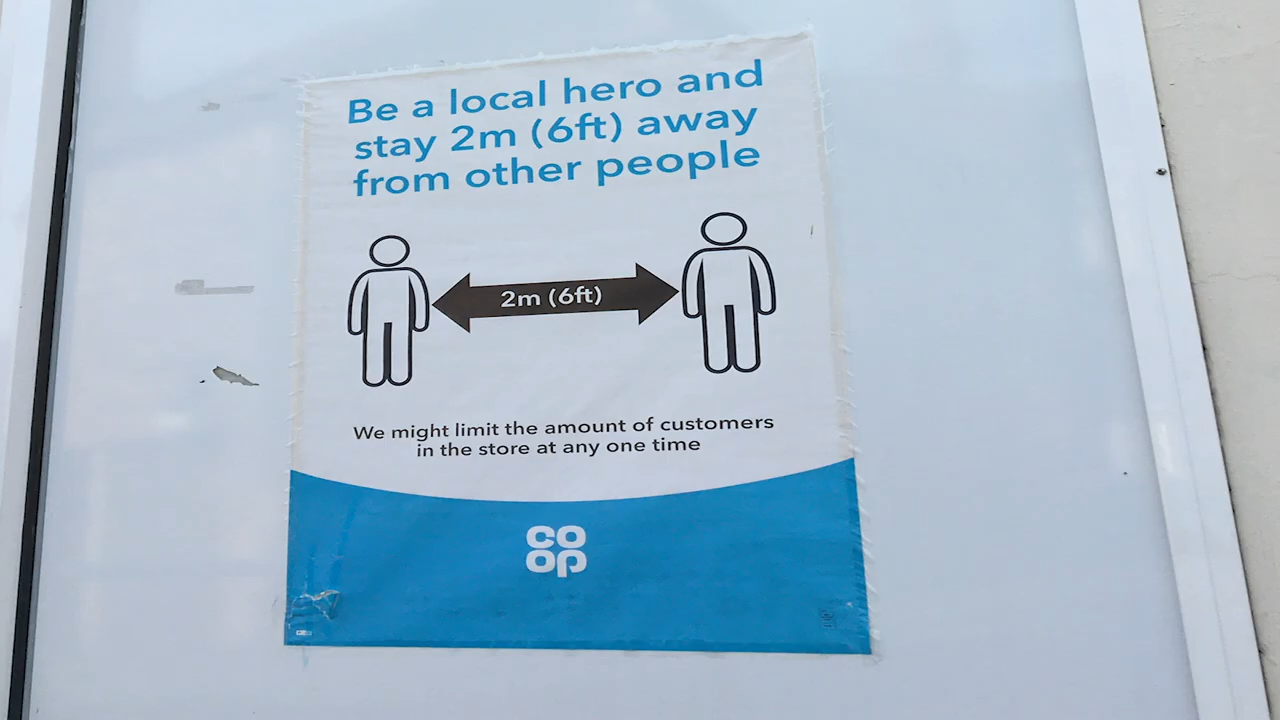 Be a local hero and
stay 2m (6ft) away
from other people
2m (6ft)
We might limit the amount of customers
in the store at any one time
CO
OP